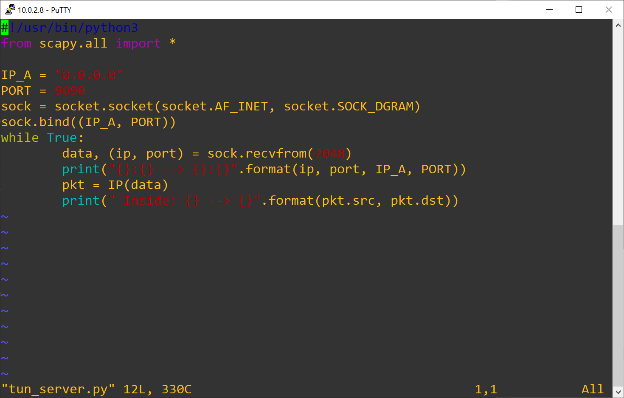 10.0.2.8 - PuTTY
#!/usr/bin/python3
from scapy.all import *
IP_A = "0.0.0.0"
PORT = 9090
sock = socket.socket(socket.AF_INET, socket.SOCK_DGRAM)
sock.bind((IP_A, PORT))
while True:
data, (ip, port) = sock.recvfrom(2048)
print("{}:{} --> {}:{}".format(ip, port, IP_A, PORT))
pkt = IP(data)
print(" Inside: {} --> {}".format(pkt.src, pkt.dst))
~
~
~
~
~
~
~
~
~
~
~
"tun_server.py" 12L, 330C 1,1 All